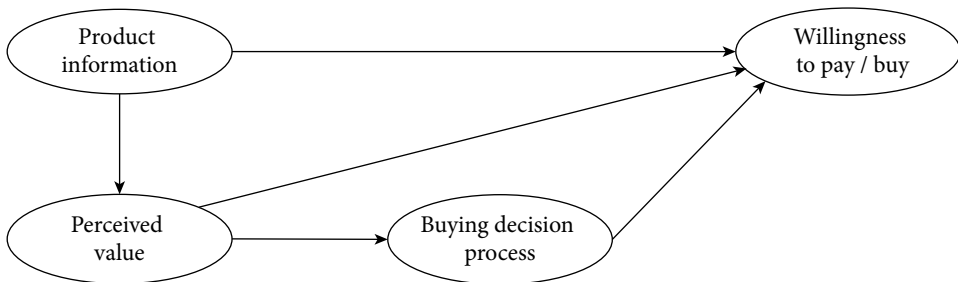 Product
information
Willingness
to pay / buy
Perceived
value
Buying decision
process